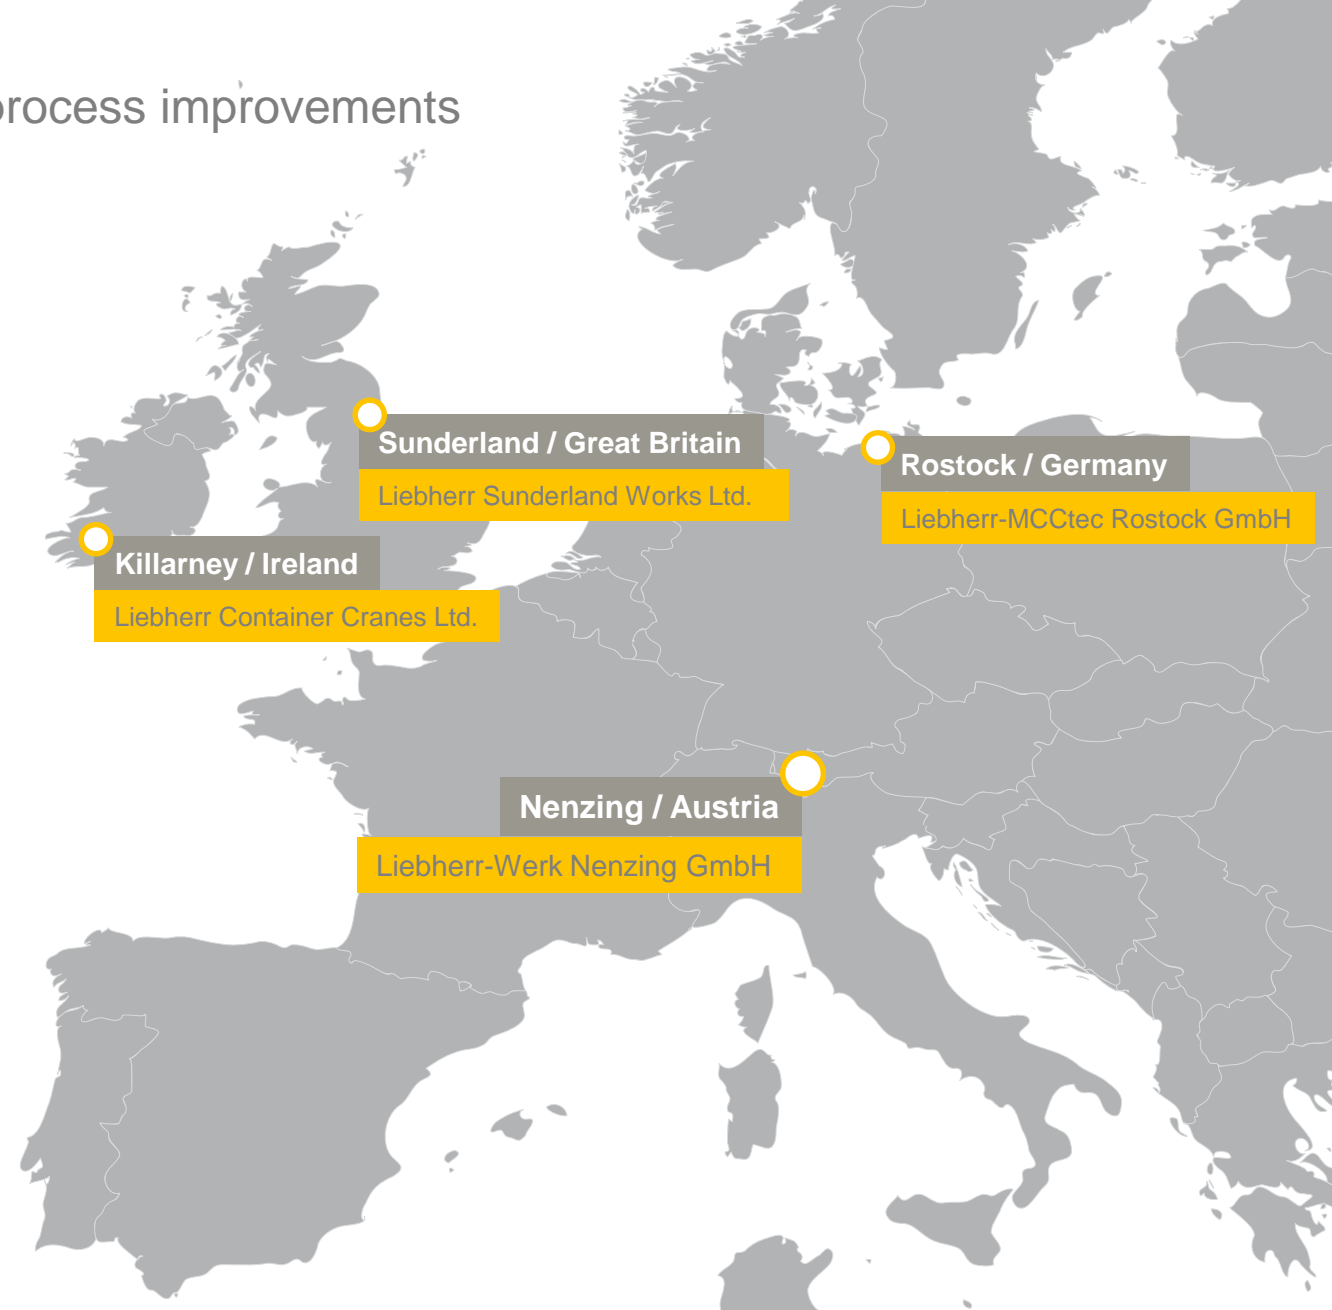 process improvements
Sunderland / Great Britain
Liebherr Sunderland Works Ltd.
Rostock / Germany
Liebherr-MCCtec Rostock GmbH
Killarney / Ireland
Liebherr Container Cranes Ltd.
Nenzing / Austria
Liebherr-Werk Nenzing GmbH